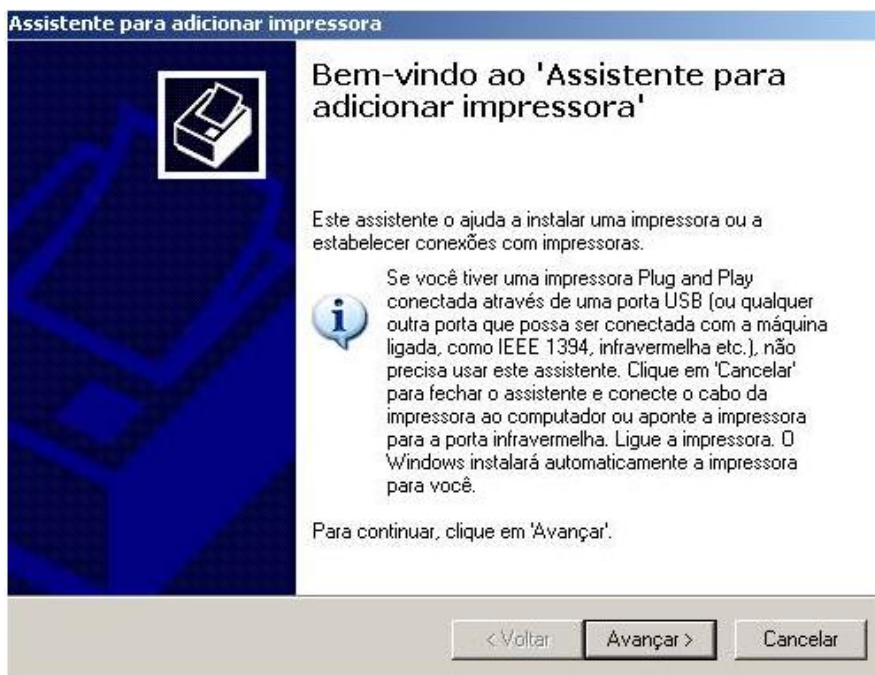 Assistente para adicionar impressora
Bem-vindo ao 'Assistente para
adicionar impressora'
Este assistente o ajuda a instalar uma impressora ou a
estabelecer conexões com impressoras.
Se você tiver uma impressora Plug and Play
conectada através de uma porta USB (ou qualquer
outra porta que possa ser conectada com a máquina
ligada, como IEEE 1394, infravermelha etc.), não
precisa usar este assistente. Clique em 'Cancelar'
para fechar o assistente e conecte o cabo da
impressora ao computador ou aponte a impressora
para a porta infravermelha. Ligue a impressora. O
Windows instalará automaticamente a impressora
para você.
Para continuar, clique em 'Avançar'.
< Voltar Avançar > Cancelar